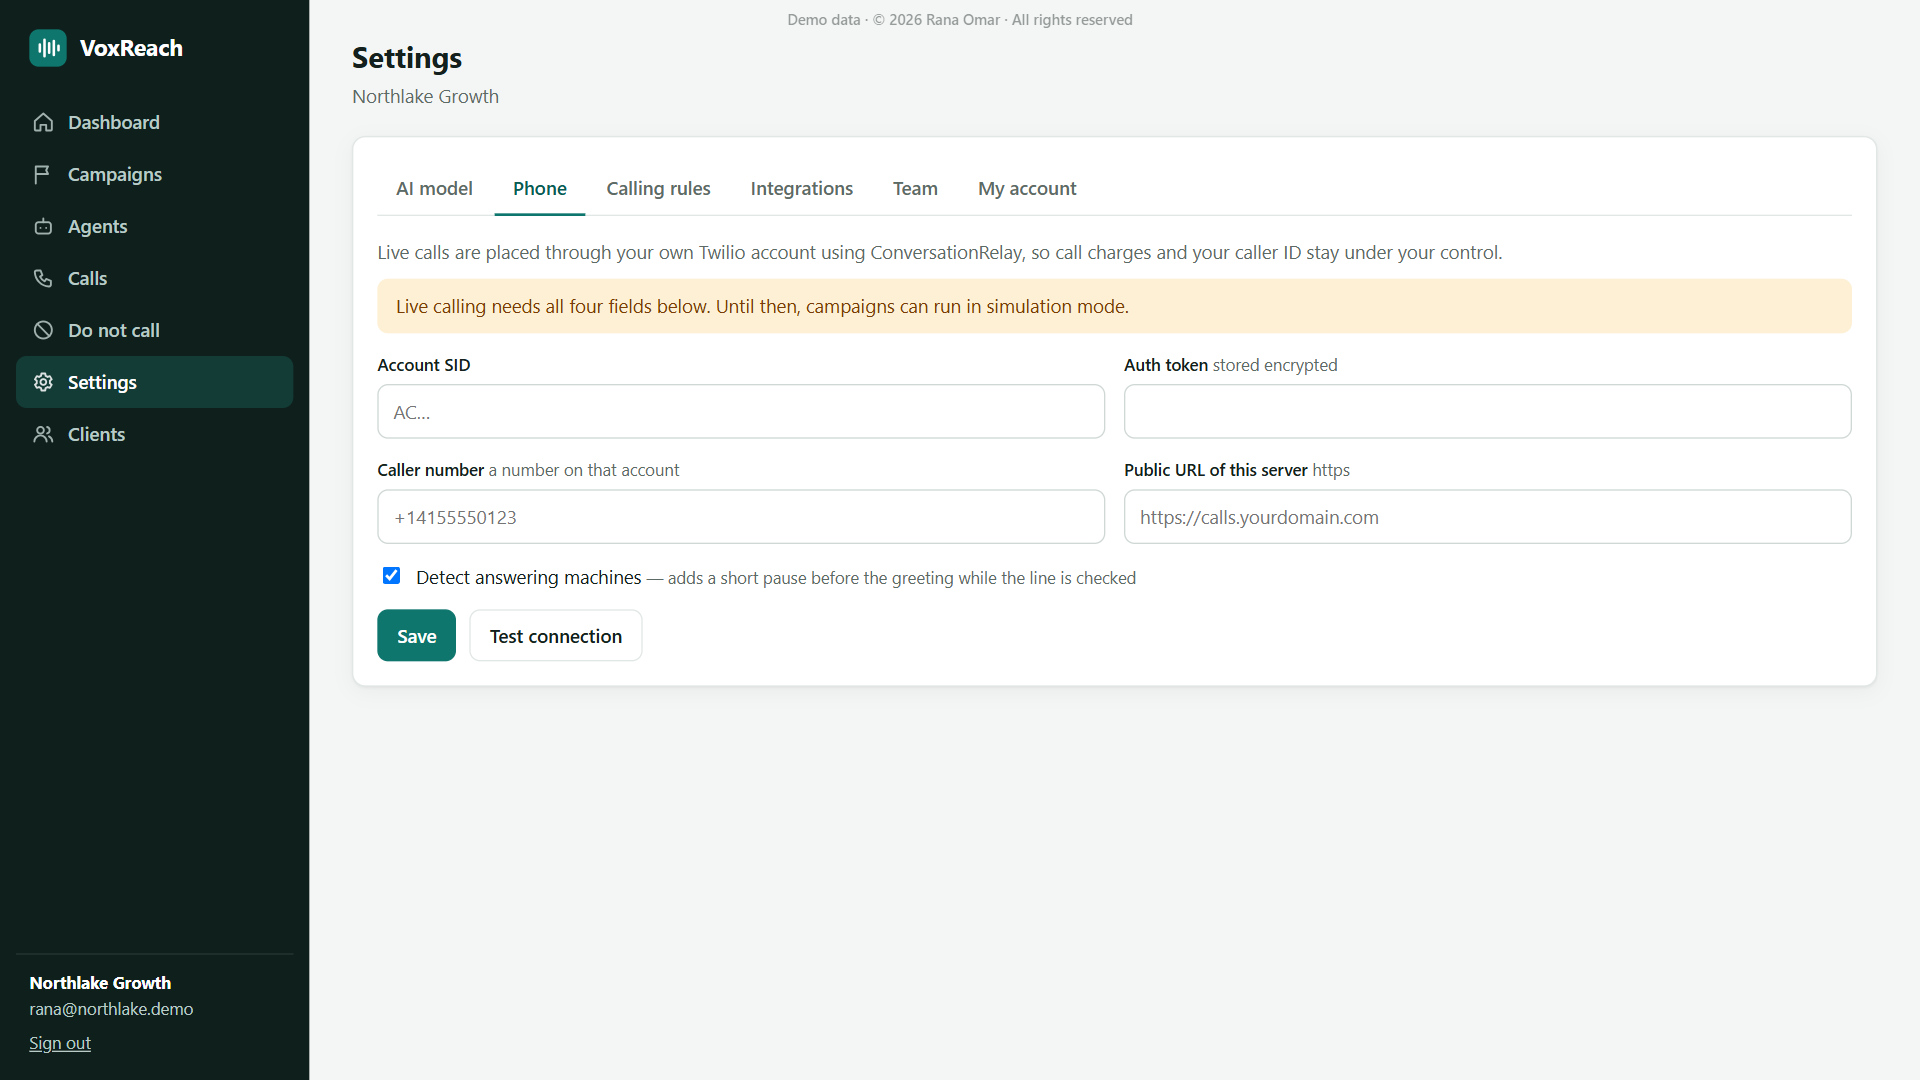 Demo data · © 2026 Rana Omar · All rights reserved
VoxReach
Dashboard
Campaigns
Agents
Calls
Do not call
Settings
Clients
Northlake Growth
rana@northlake.demo
Sign out
Settings
Northlake Growth
AI model Phone Calling rules Integrations Team My account
Live calls are placed through your own Twilio account using ConversationRelay, so call charges and your caller ID stay under your control.
Live calling needs all four fields below. Until then, campaigns can run in simulation mode.
Account SID
AC...
Auth token stored encrypted
Caller number a number on that account
+14155550123
Public URL of this server https
https://calls.yourdomain.com
Detect answering machines — adds a short pause before the greeting while the line is checked
Save Test connection